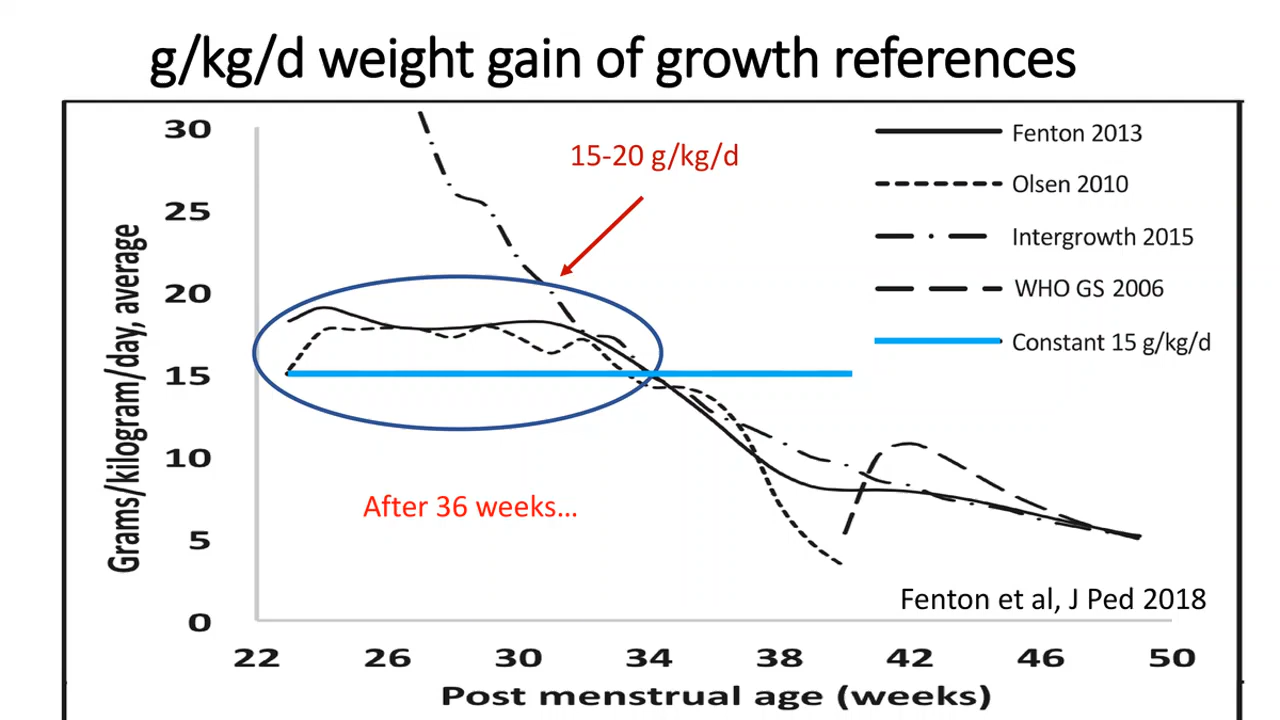 g/kg/d weight gain of growth references
30
25
20
15
10
5
0
Grams/kilogram/day, average
15-20 g/kg/d
Fenton 2013
Olsen 2010
Intergrowth 2015
WHO GS 2006
Constant 15 g/kg/d
After 36 weeks...
Fenton et al, J Ped 2018
22 26 30 34 38 42 46 50
Post menstrual age (weeks)